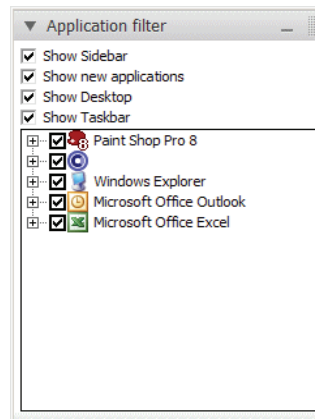 Application filter
Show Sidebar
Show new applications
Show Desktop
Show Taskbar
Paint Shop Pro 8
Windows Explorer
Microsoft Office Outlook
Microsoft Office Excel